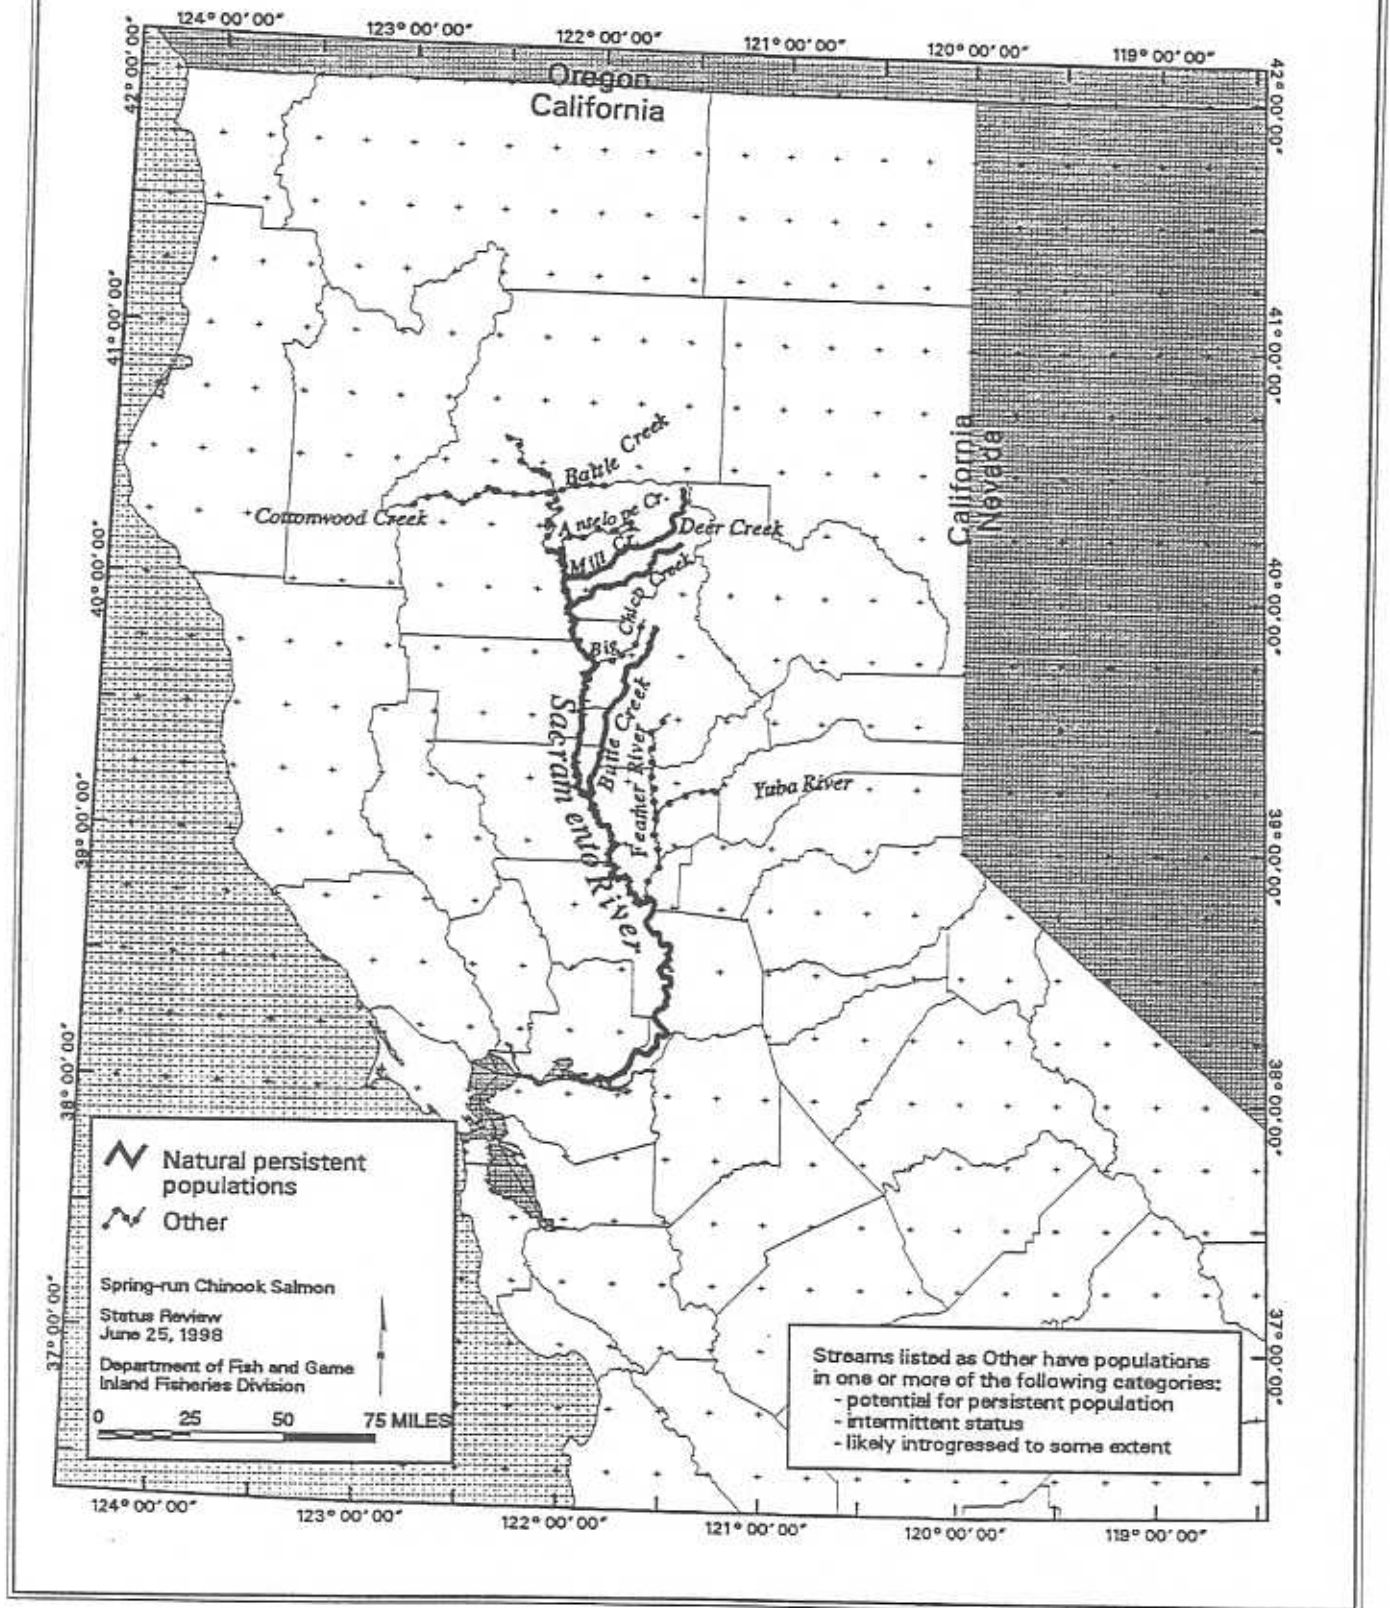 124° 00' 00"
123° 00' 00"
122° 00' 00"
121° 00' 00"
120° 00' 00"
119° 00' 00"
42° 00' 00"
42° 00' 00"
Oregon
California
41° 00' 00"
41° 00' 00"
California
Nevada
Battle Creek
Cottonwood Creek
Antelope Cr.
Deer Creek
Mill Cr.
40° 00' 00"
40° 00' 00"
Big Chico Creek
Sacramento River
Butte Creek
Feather River
Yuba River
39° 00' 00"
39° 00' 00"
38° 00' 00"
38° 00' 00"
Natural persistent
populations
Other
Spring-run Chinook Salmon
Status Review
June 25, 1998
Department of Fish and Game
Inland Fisheries Division
0 25 50 75 MILES
37° 00' 00"
37° 00' 00"
Streams listed as Other have populations
in one or more of the following categories:
- potential for persistent population
- intermittent status
- likely introgressed to some extent
124° 00' 00"
123° 00' 00"
122° 00' 00"
121° 00' 00"
120° 00' 00"
119° 00' 00"